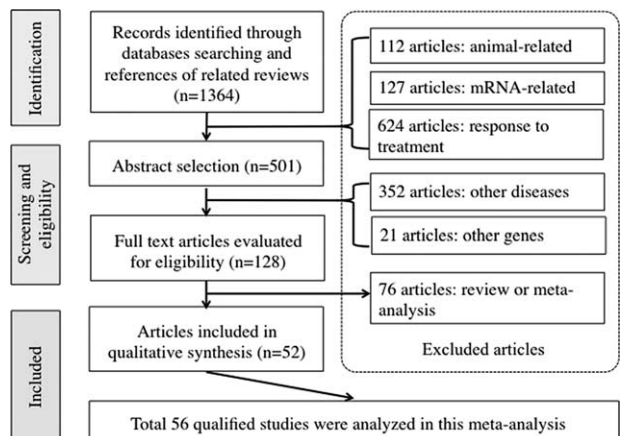 Identification
Records identified through
databases searching and
references of related reviews
(n=1364)
112 articles: animal-related
127 articles: mRNA-related
624 articles: response to
treatment
Screening and
eligibility
Abstract selection (n=501)
352 articles: other diseases
21 articles: other genes
Full text articles evaluated
for eligibility (n=128)
76 articles: review or meta-
analysis
Excluded articles
Included
Articles included in
qualitative synthesis (n=52)
Total 56 qualified studies were analyzed in this meta-analysis